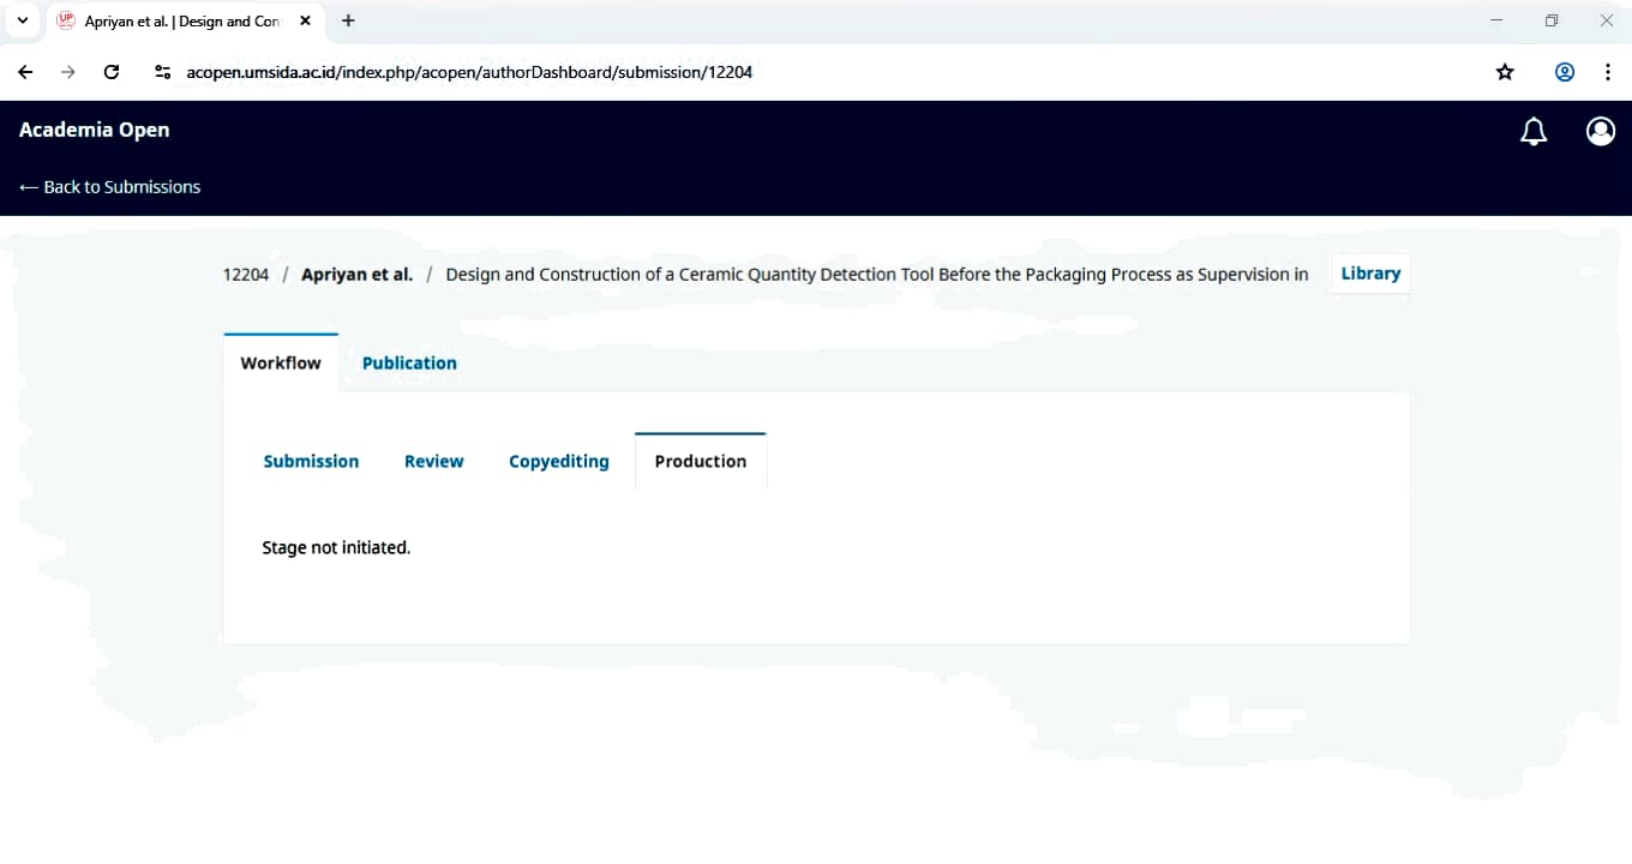 Apriyan et al. | Design and Con
acopen.umsida.ac.id/index.php/acopen/authorDashboard/submission/12204
Academia Open
← Back to Submissions
12204 / Apriyan et al. / Design and Construction of a Ceramic Quantity Detection Tool Before the Packaging Process as Supervision in
Library
Workflow Publication
Submission Review Copyediting Production
Stage not initiated.